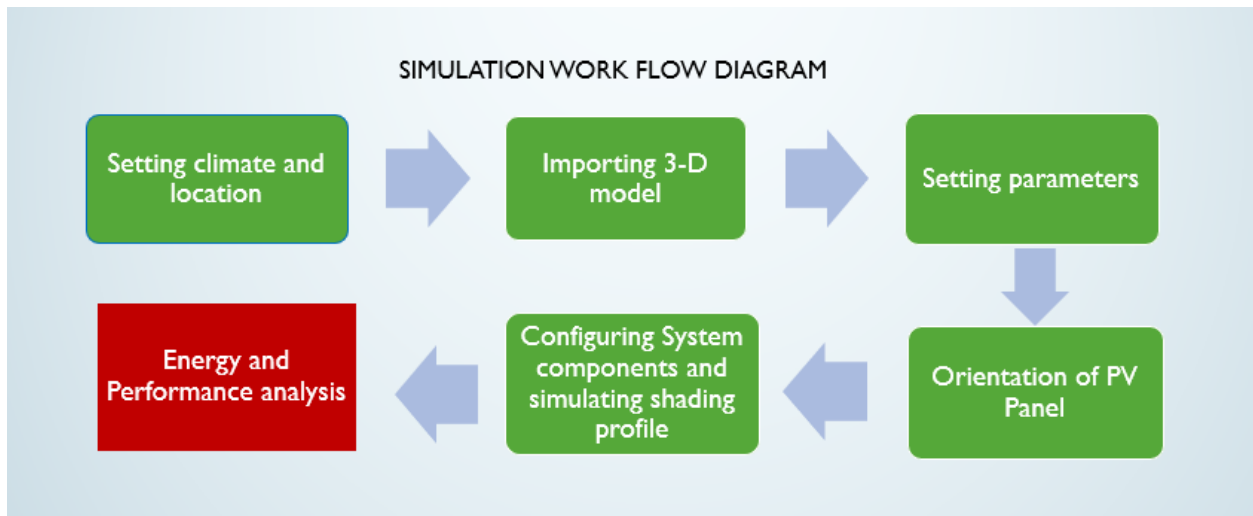 SIMULATION WORK FLOW DIAGRAM
Setting climate and
location
Importing 3-D
model
Setting parameters
Orientation of PV
Panel
Configuring System
components and
simulating shading
profile
Energy and
Performance analysis